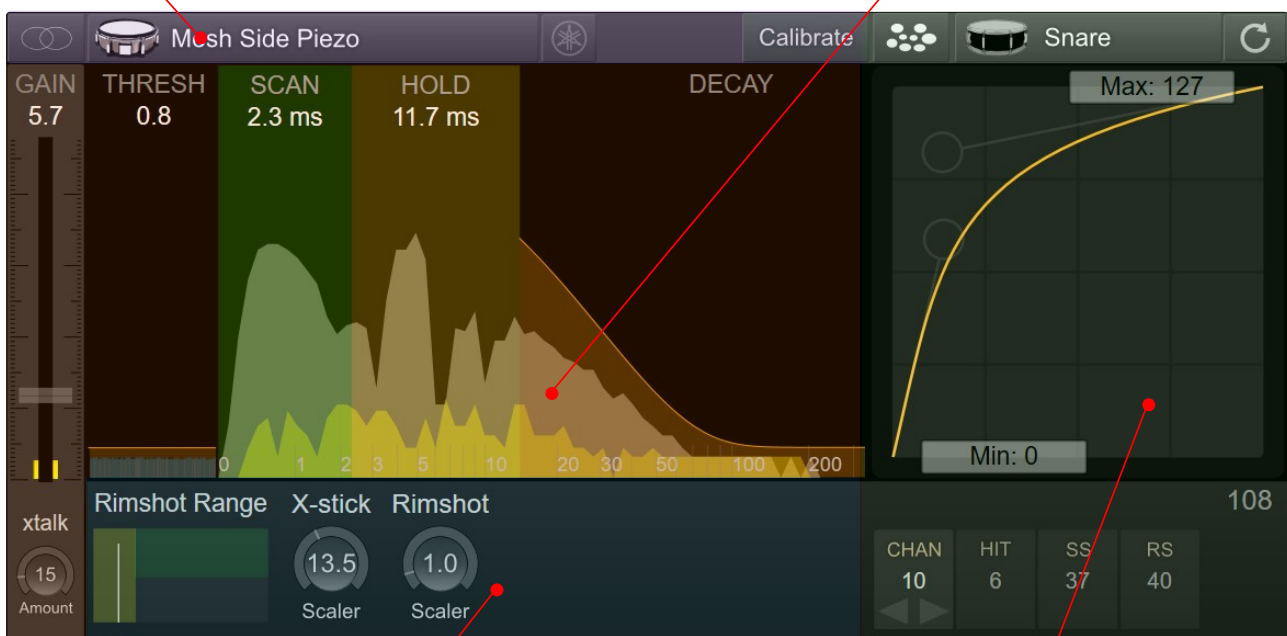 Mesh Side Piezo Calibrate Snare
GAIN THRESH SCAN HOLD DECAY
5.7 0.8 2.3 ms 11.7 ms
Max: 127
Min: 0
0 1 2 3 5 10 20 30 50 100 200
Rimshot Range X-stick Rimshot
108
xtalk
CHAN HIT SS RS
15 13.5 1.0
10 6 37 40
Amount Scaler Scaler